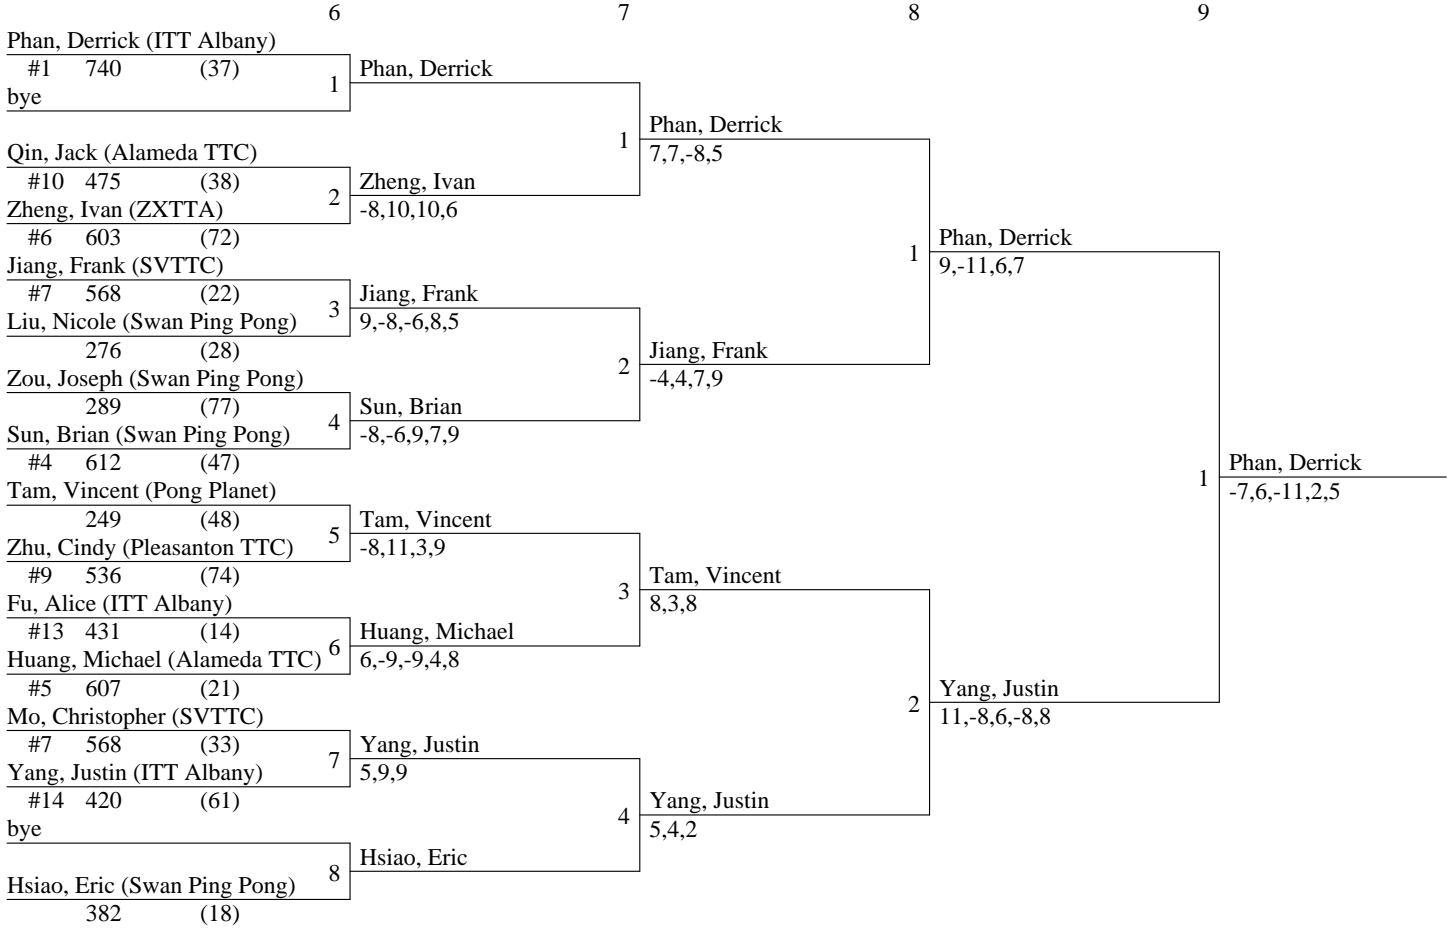 6 7 8 9
Phan, Derrick (ITT Albany)
#1 740 (37)
1 Phan, Derrick
bye
1 Phan, Derrick
7,7,-8,5
Qin, Jack (Alameda TTC)
#10 475 (38)
2 Zheng, Ivan
-8,10,10,6
Zheng, Ivan (ZXTTA)
#6 603 (72)
1 Phan, Derrick
9,-11,6,7
Jiang, Frank (SVTTC)
#7 568 (22)
3 Jiang, Frank
9,-8,-6,8,5
Liu, Nicole (Swan Ping Pong)
276 (28)
2 Jiang, Frank
-4,4,7,9
Zou, Joseph (Swan Ping Pong)
289 (77)
4 Sun, Brian
-8,-6,9,7,9
Sun, Brian (Swan Ping Pong)
#4 612 (47)
1 Phan, Derrick
-7,6,-11,2,5
Tam, Vincent (Pong Planet)
249 (48)
5 Tam, Vincent
-8,11,3,9
Zhu, Cindy (Pleasanton TTC)
#9 536 (74)
3 Tam, Vincent
8,3,8
Fu, Alice (ITT Albany)
#13 431 (14)
6 Huang, Michael
6,-9,-9,4,8
Huang, Michael (Alameda TTC)
#5 607 (21)
2 Yang, Justin
11,-8,6,-8,8
Mo, Christopher (SVTTC)
#7 568 (33)
7 Yang, Justin
5,9,9
Yang, Justin (ITT Albany)
#14 420 (61)
4 Yang, Justin
5,4,2
bye
8 Hsiao, Eric
Hsiao, Eric (Swan Ping Pong)
382 (18)